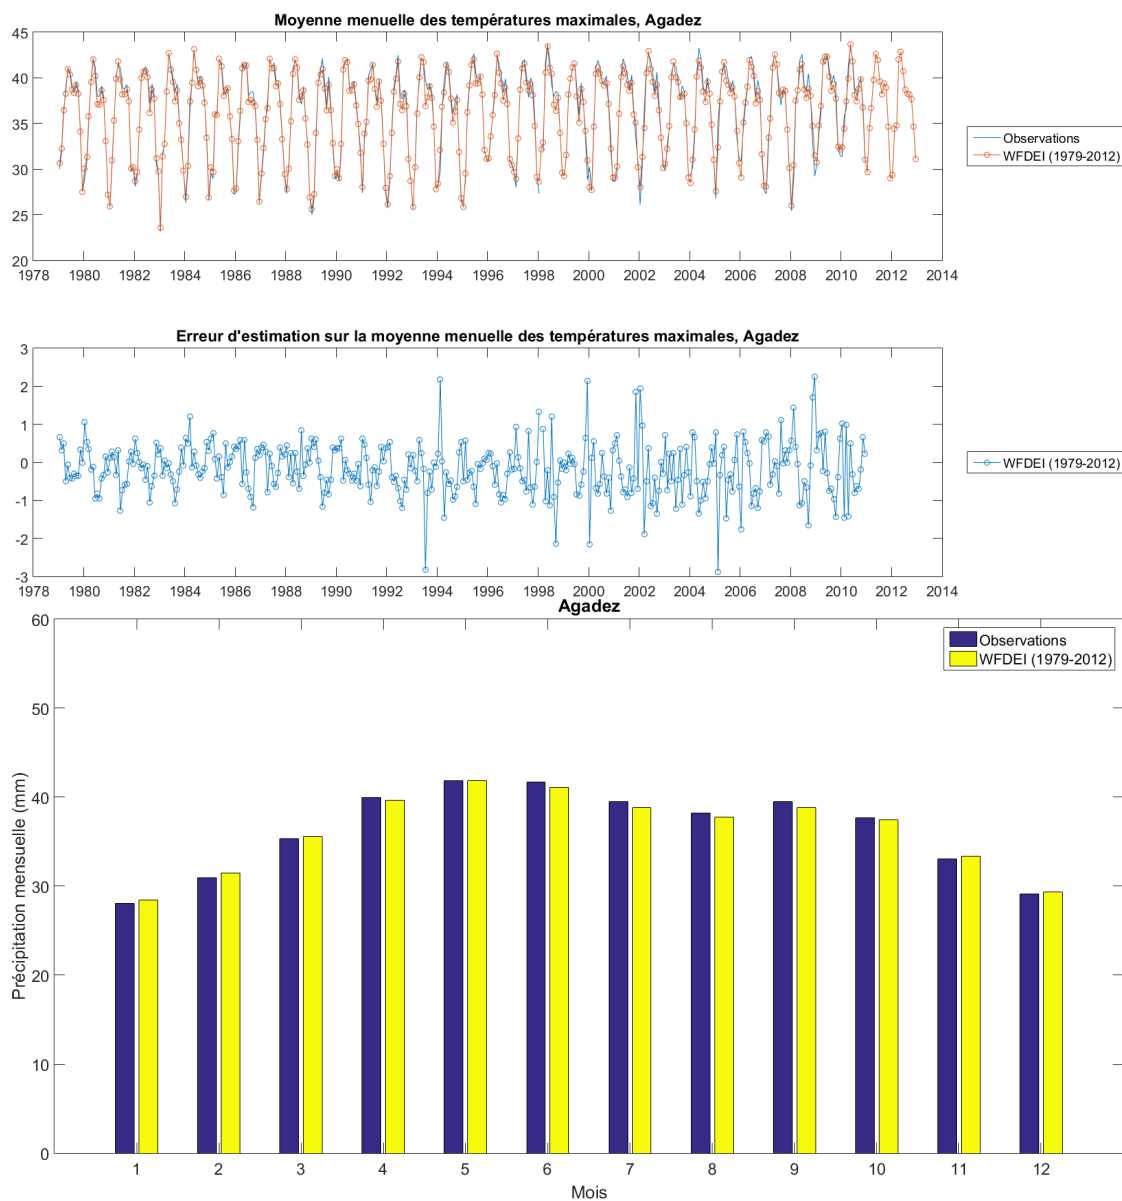 Moyenne menuelle des températures maximales, Agadez
45
40
35
30
25
20
1978 1980 1982 1984 1986 1988 1990 1992 1994 1996 1998 2000 2002 2004 2006 2008 2010 2012 2014
Observations
WFDEI (1979-2012)
Erreur d'estimation sur la moyenne menuelle des températures maximales, Agadez
3
2
1
0
-1
-2
-3
1978 1980 1982 1984 1986 1988 1990 1992 1994 1996 1998 2000 2002 2004 2006 2008 2010 2012 2014
WFDEI (1979-2012)
Agadez
60
50
40
30
20
10
0
Précipitation mensuelle (mm)
Observations
WFDEI (1979-2012)
1 2 3 4 5 6 7 8 9 10 11 12
Mois